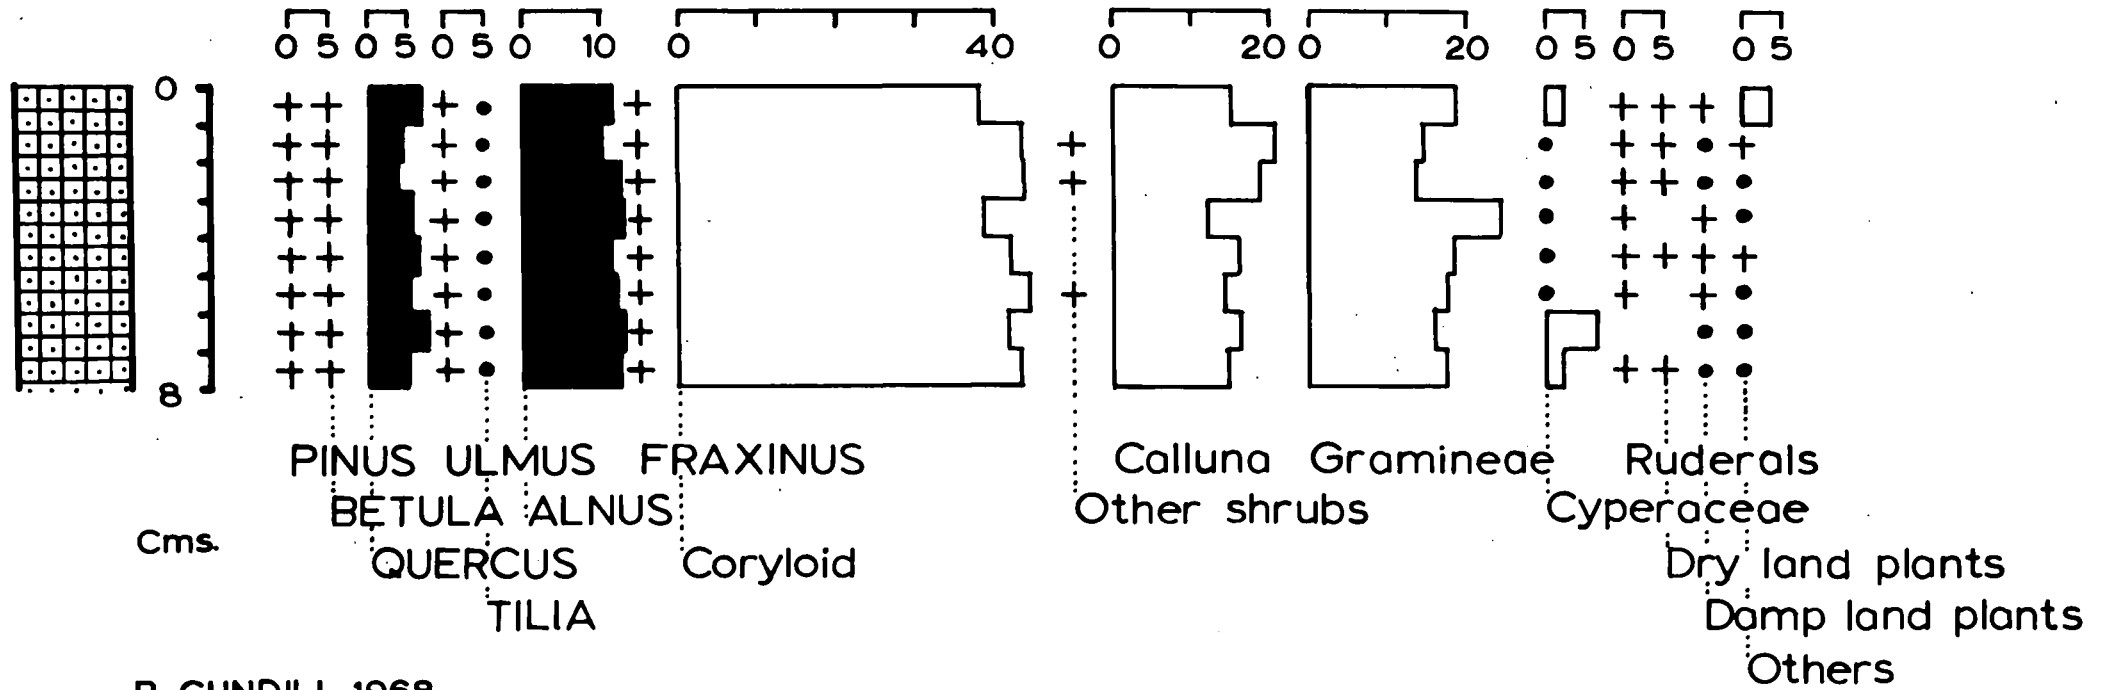 0 5 0 5 0 5 0 10 0 40 0 20 0 20 0 5 0 5 0 5
0
8
PINUS ULMUS FRAXINUS Calluna Gramineae Ruderals
BETULA ALNUS Other shrubs Cyperaceae
Cms.
QUERCUS Coryloid Dry land plants
TILIA Damp land plants
Others
1968